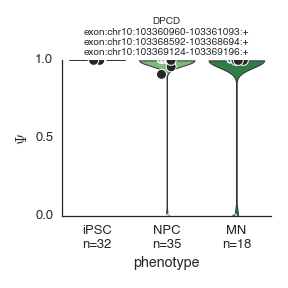 DPCD
exon:chr10:103360960-103361093:+
exon:chr10:103368592-103368694:+
exon:chr10:103369124-103369196:+
1.0
0.5
0.0
Ψ
iPSC
n=32
NPC
n=35
MN
n=18
phenotype